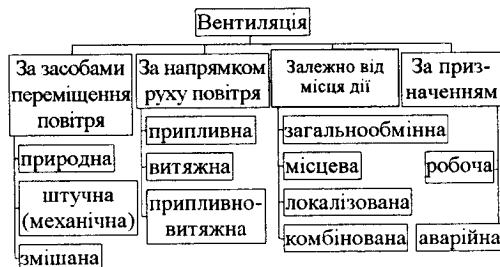 Вентиляція
За засобами
переміщення
повітря
природна
штучна
(механічна)
змішана
За напрямком
руху повітря
припливна
витяжна
припливно-
витяжна
Залежно від
місця дії
загальнообмінна
місцева
локалізована
комбінована
За приз-
наченням
робоча
аварійна